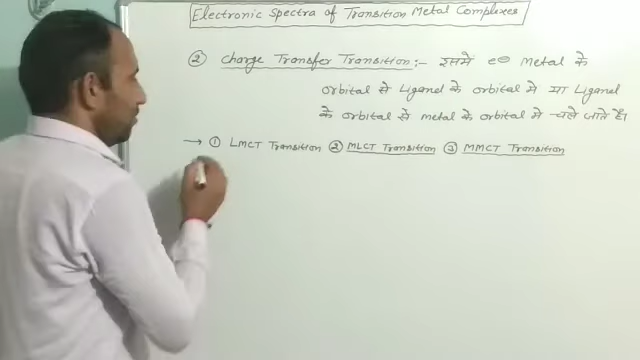 Electronic Spectra of Transition Metal Complexes
② Charge Transfer Transition :- इसमें e⊖ Metal के
orbital से Ligand के orbital में या Ligand
के orbital से metal के orbital में चले जाते हैं।
→ ① LMCT Transition ② MLCT Transition ③ MMCT Transition